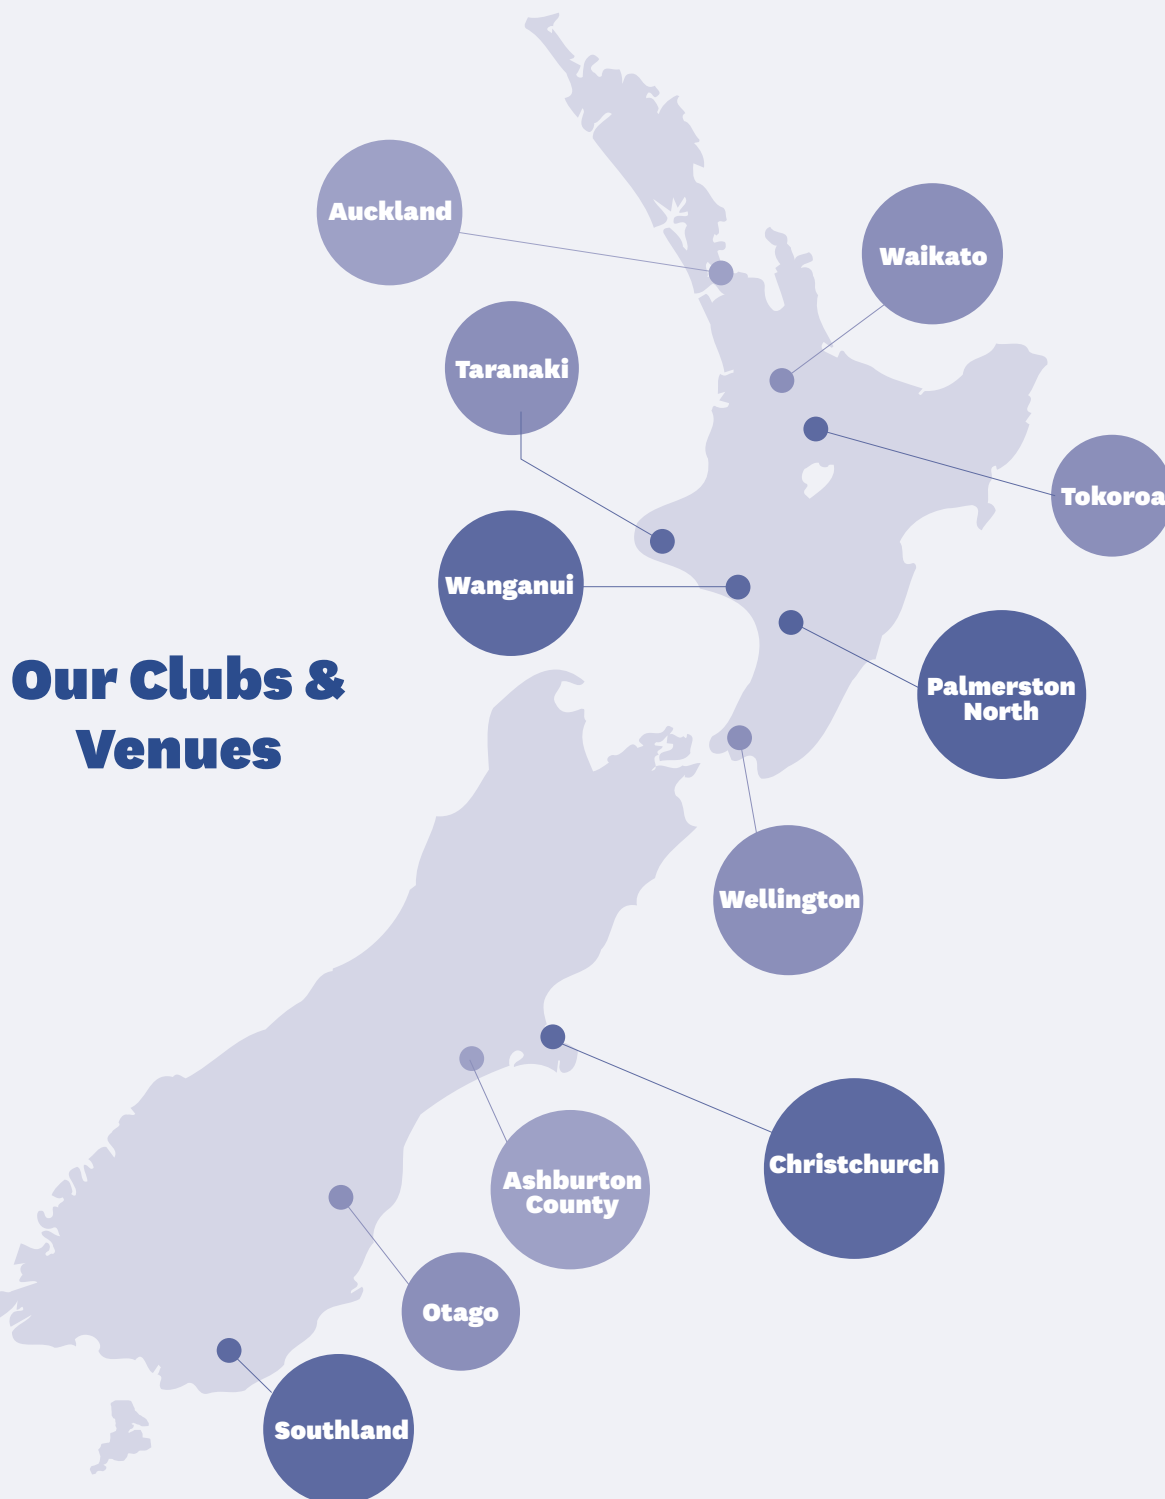 Auckland
Waikato
Taranaki
Tokoroa
Wanganui
Our Clubs &
Venues
Palmerston
North
Wellington
Christchurch
Ashburton
County
Otago
Southland